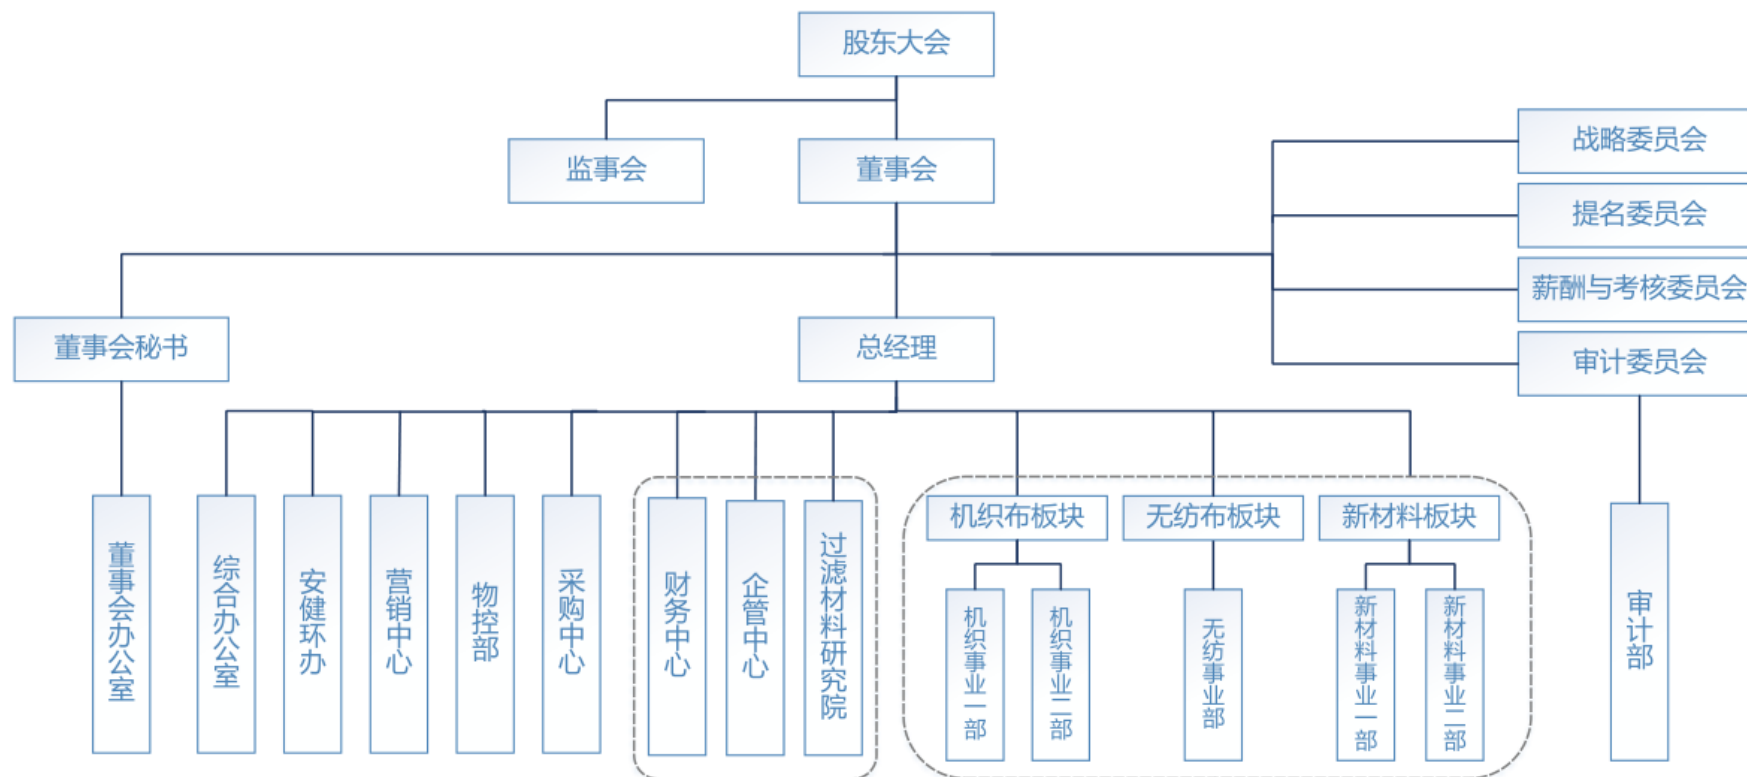 股东大会
监事会
董事会
战略委员会
提名委员会
薪酬与考核委员会
审计委员会
董事会秘书
总经理
董事会办公室
综合办公室
安健环办
营销中心
物控部
采购中心
财务中心
企管中心
过滤材料研究院
机织布板块
无纺布板块
新材料板块
机织事业一部
机织事业二部
无纺事业部
新材料事业一部
新材料事业二部
审计部